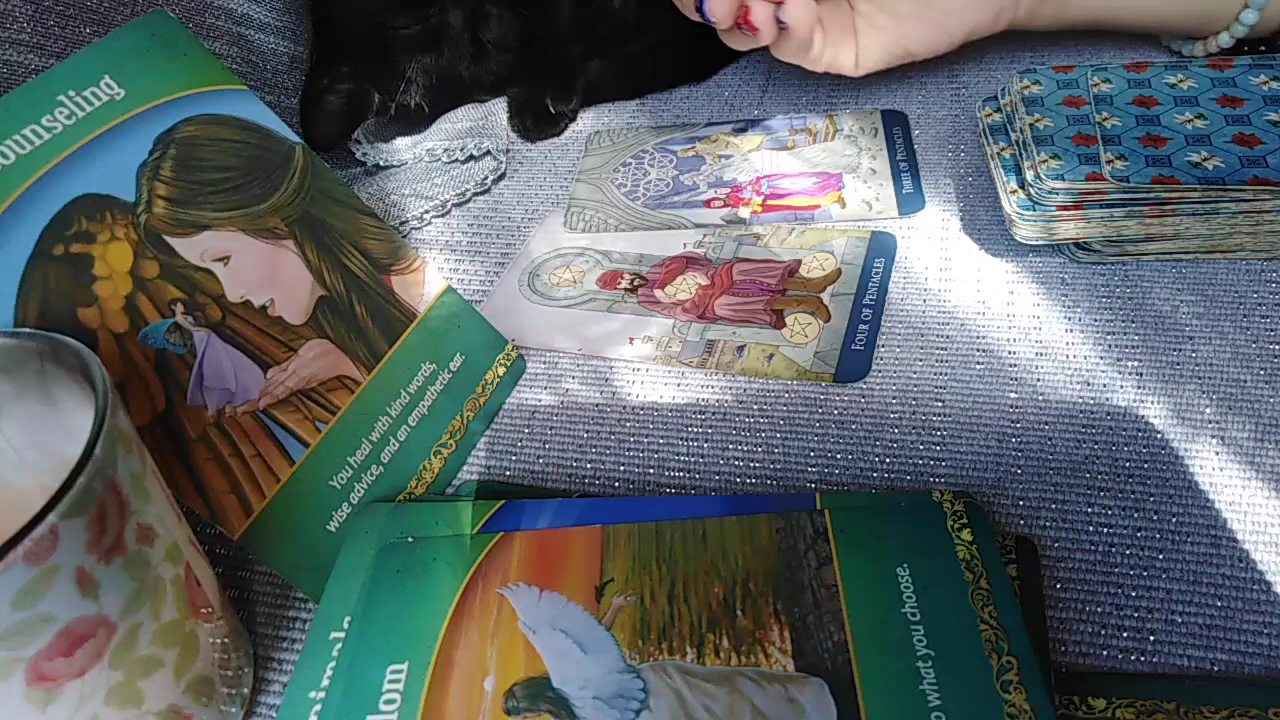 ounseling
You heal with kind words,
wise advice, and an empathetic ear.
THREE OF PENTACLES
FOUR OF PENTACLES
nimals
dom
o what you choose.